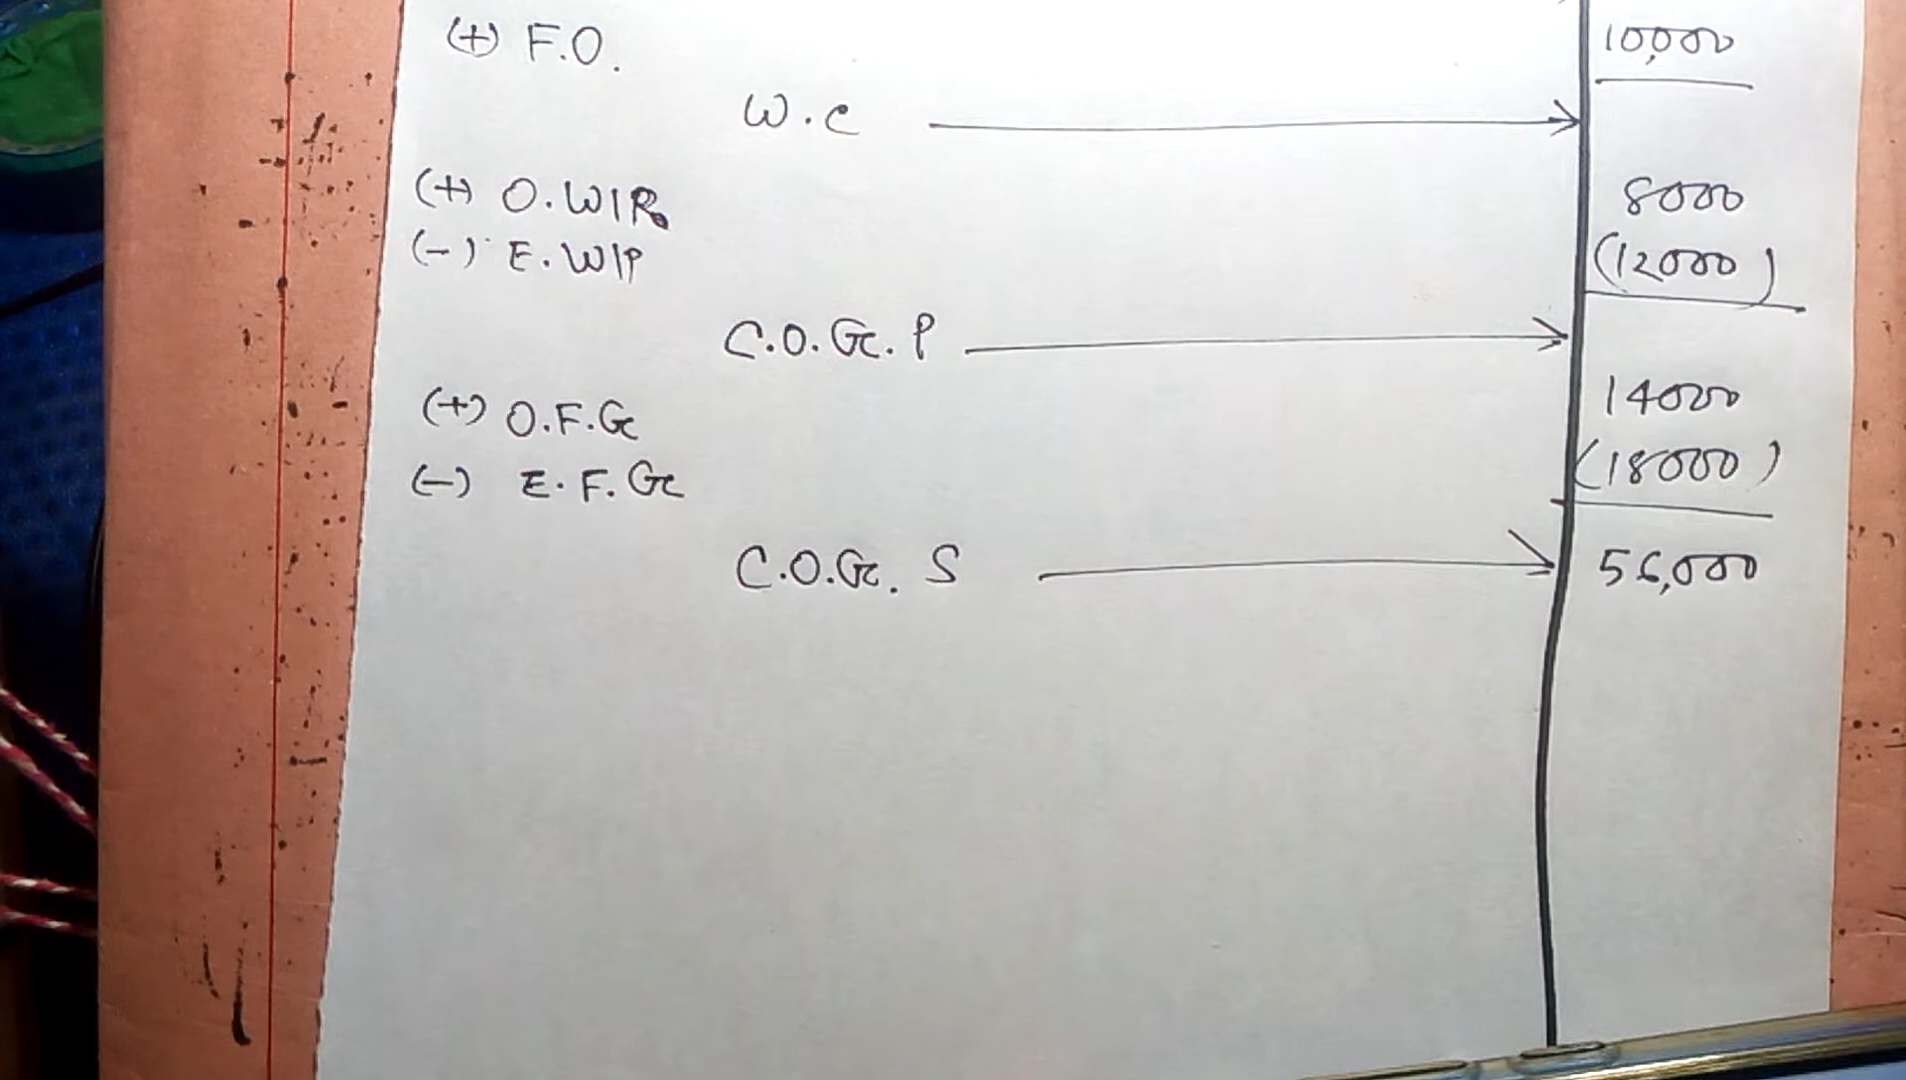 (+) F.O. 10,000
W.C
(+) O.WIP 8000
(-) E.WIP (12000)
C.O.G.P
(+) O.F.G 14000
(-) E.F.G (18000)
C.O.G.S 56,000